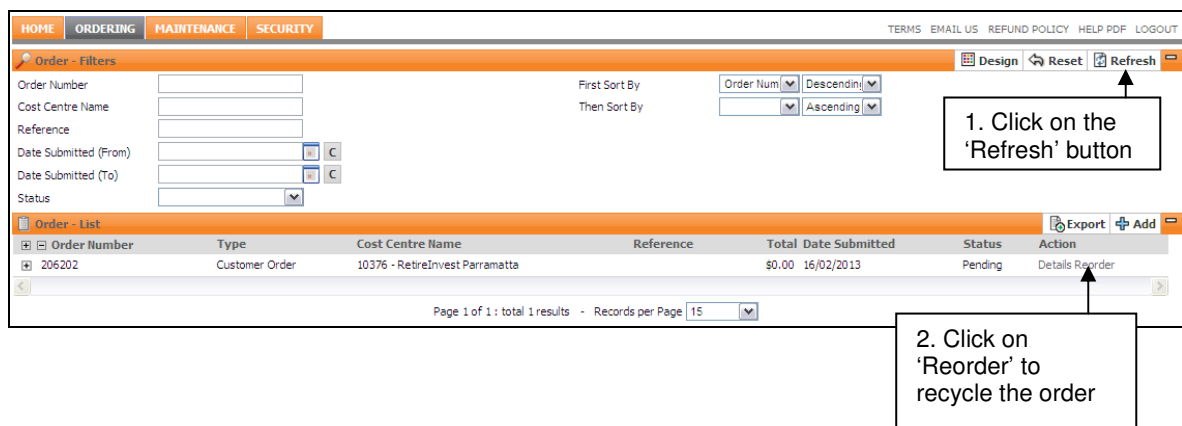 HOME ORDERING MAINTENANCE SECURITY TERMS EMAIL US REFUND POLICY HELP PDF LOGOUT
Order - Filters Design Reset Refresh
Order Number First Sort By Order Num Descending
Cost Centre Name Then Sort By Ascending
Reference
Date Submitted (From) C
Date Submitted (To) C
Status
1. Click on the
‘Refresh’ button
Order - List Export Add
Order Number Type Cost Centre Name Reference Total Date Submitted Status Action
206202 Customer Order 10376 - RetireInvest Parramatta $0.00 16/02/2013 Pending Details Reorder
Page 1 of 1 : total 1 results - Records per Page 15
2. Click on
‘Reorder’ to
recycle the order